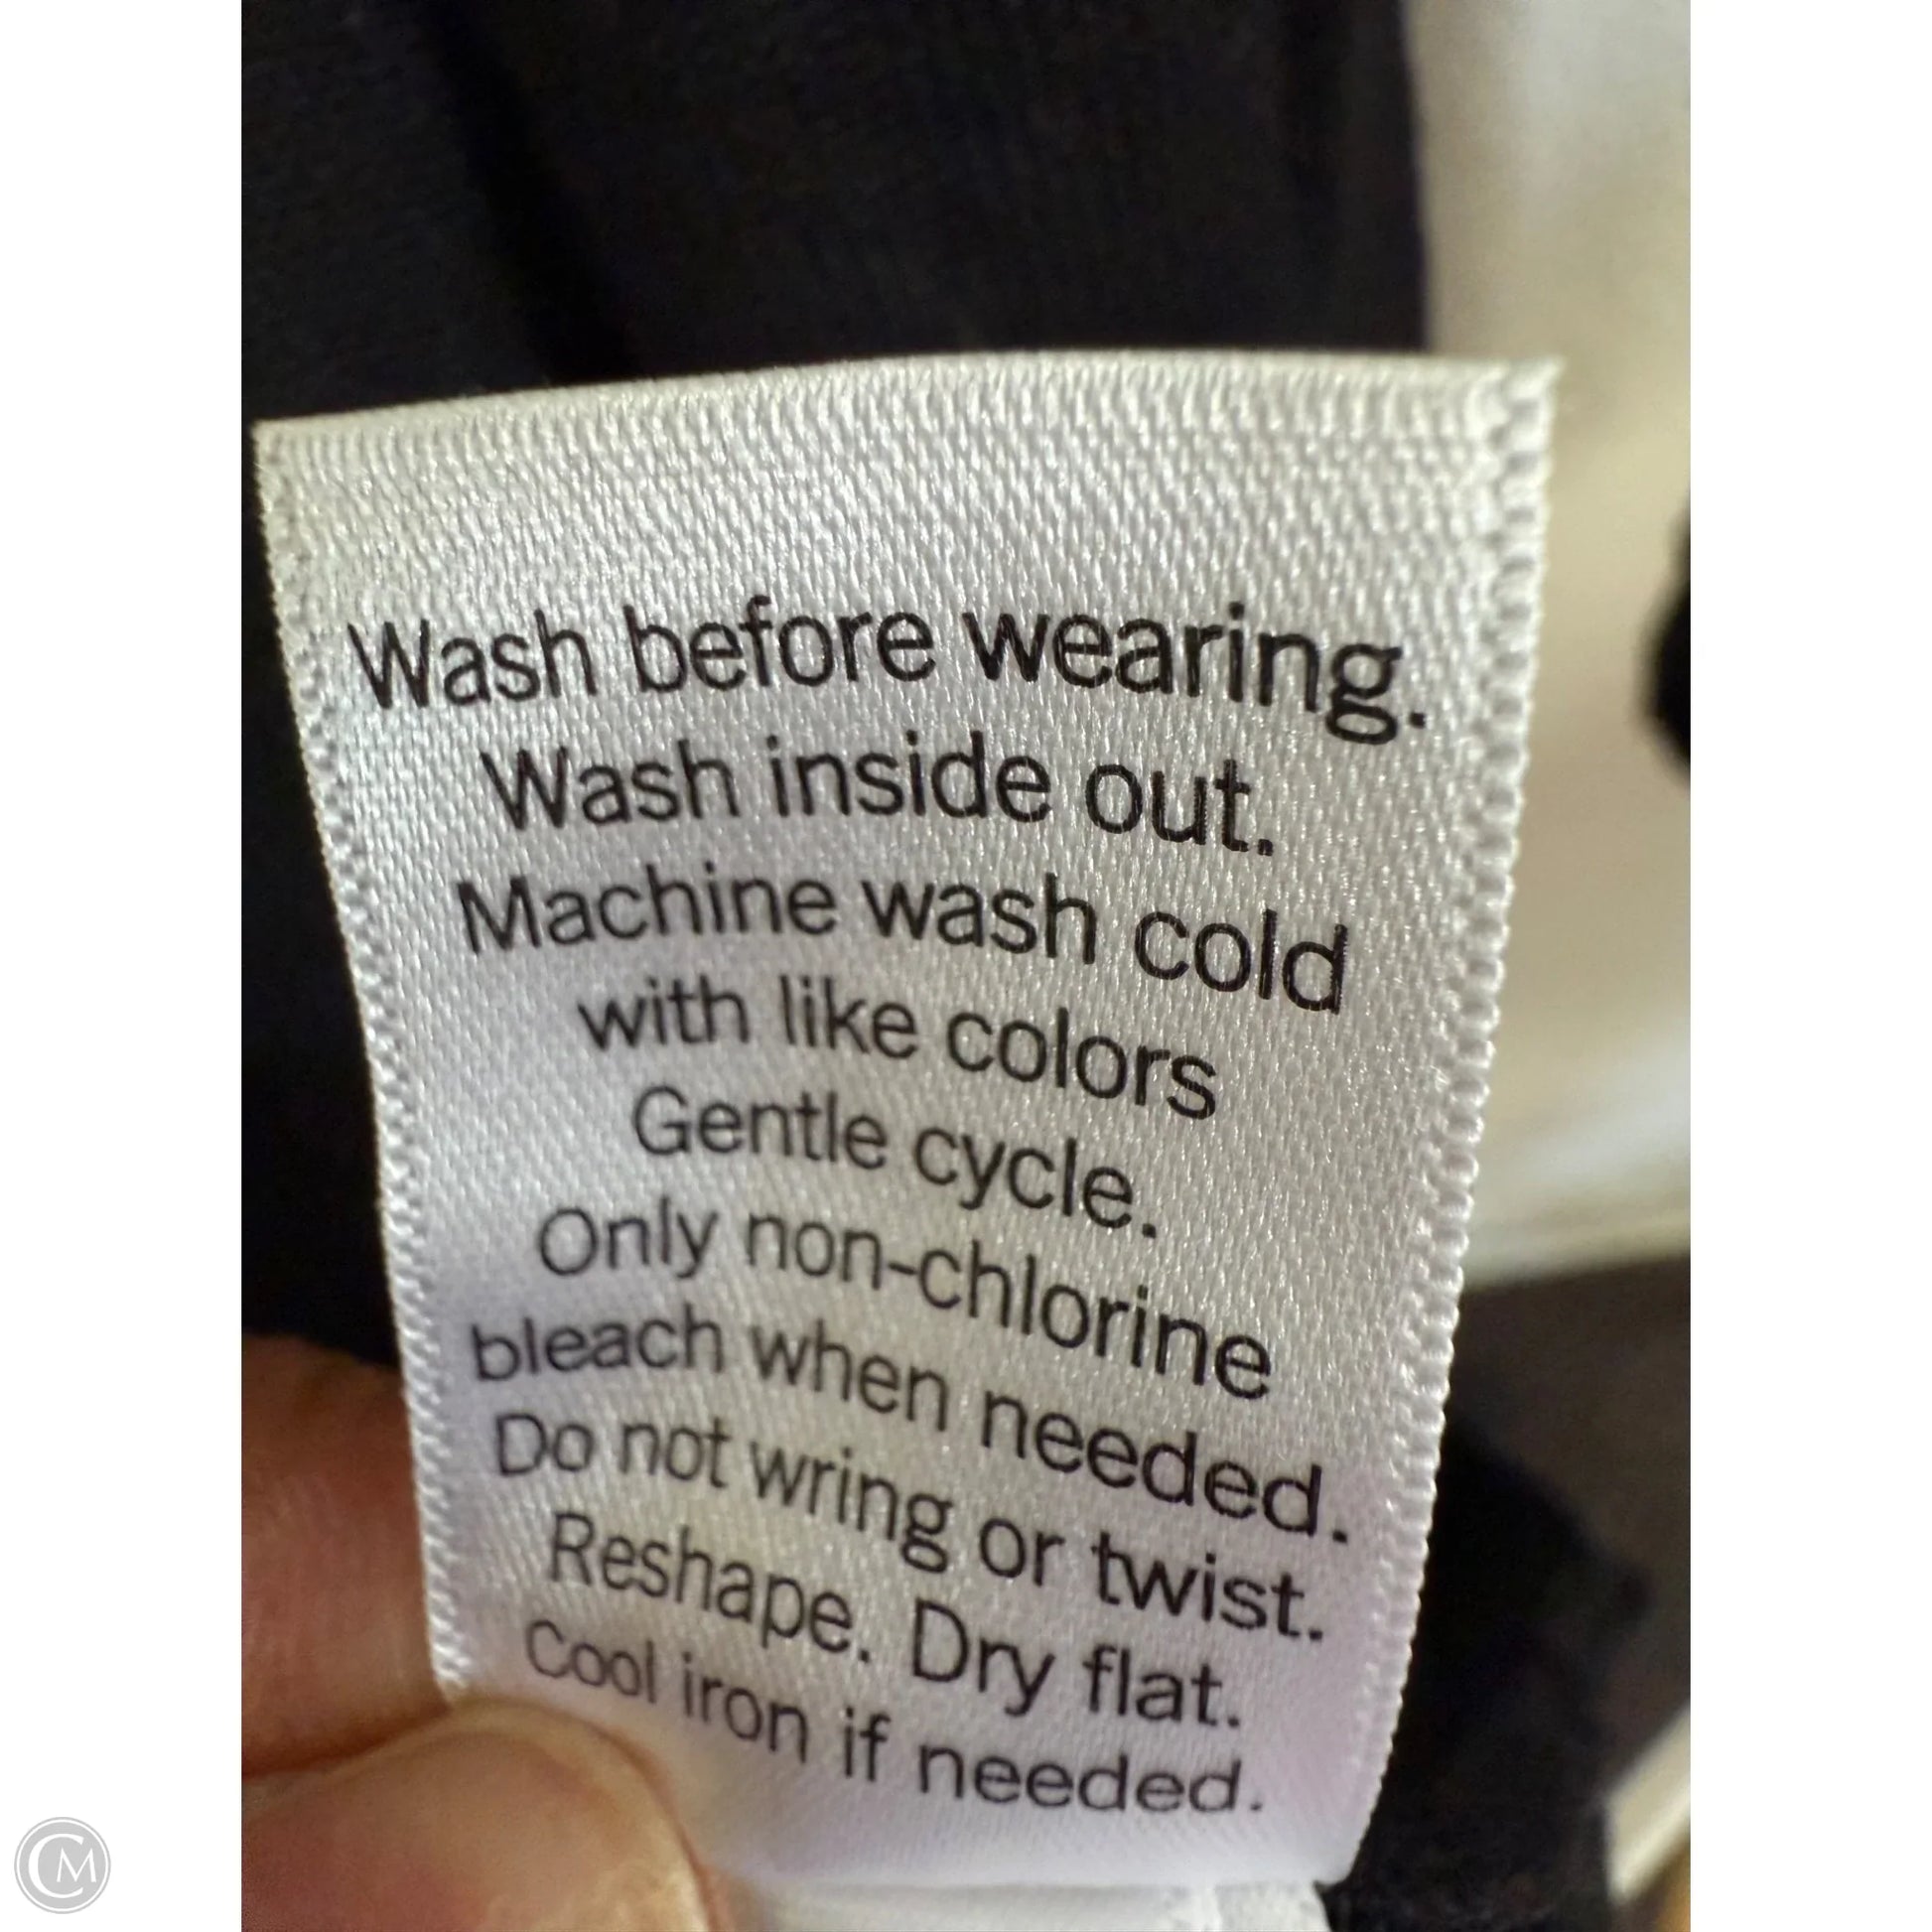 Wash before wearing.
Wash inside out.
Machine wash cold
with like colors
Gentle cycle.
Only non-chlorine
bleach when needed.
Do not wring or twist.
Reshape. Dry flat.
Cool iron if needed.
CM